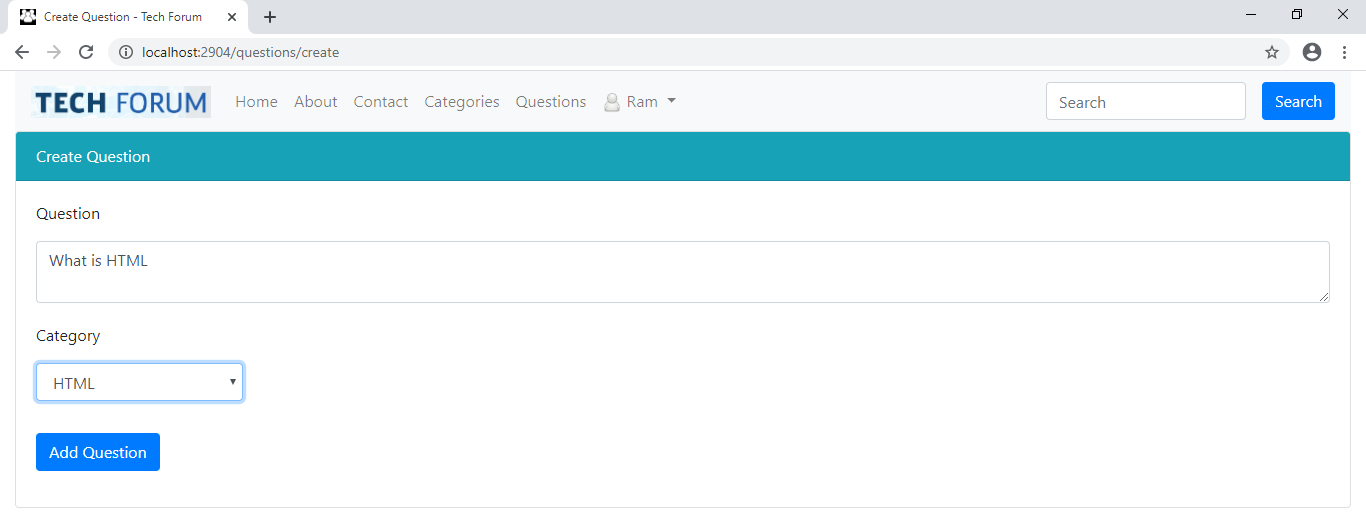 Create Question - Tech Forum
localhost:2904/questions/create
TECH FORUM Home About Contact Categories Questions Ram Search Search
Create Question
Question
What is HTML
Category
HTML
Add Question